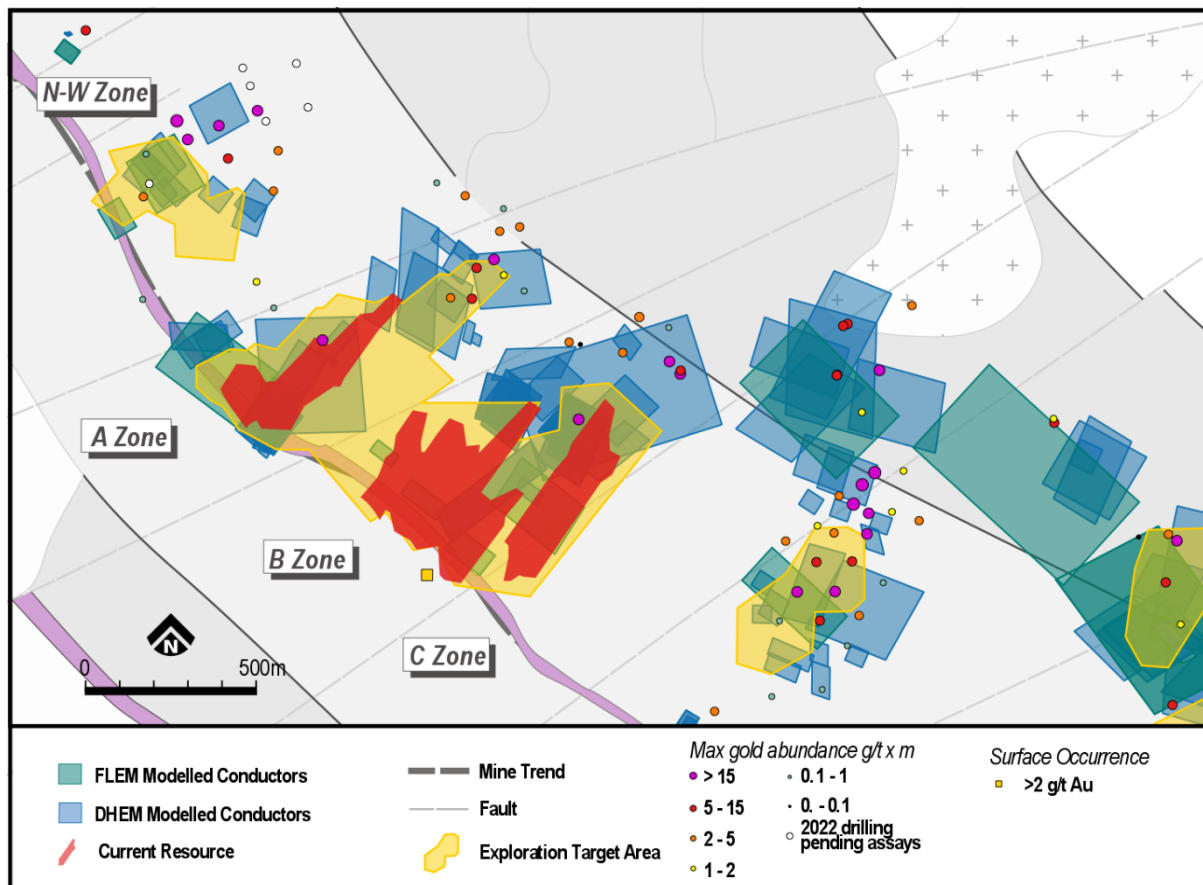 N-W Zone
A Zone
B Zone
C Zone
N
0 500m
FLEM Modelled Conductors
DHEM Modelled Conductors
Current Resource
Mine Trend
Fault
Exploration Target Area
Max gold abundance g/t x m
> 15
5 - 15
2 - 5
1 - 2
0.1 - 1
0. - 0.1
2022 drilling
pending assays
Surface Occurrence
>2 g/t Au